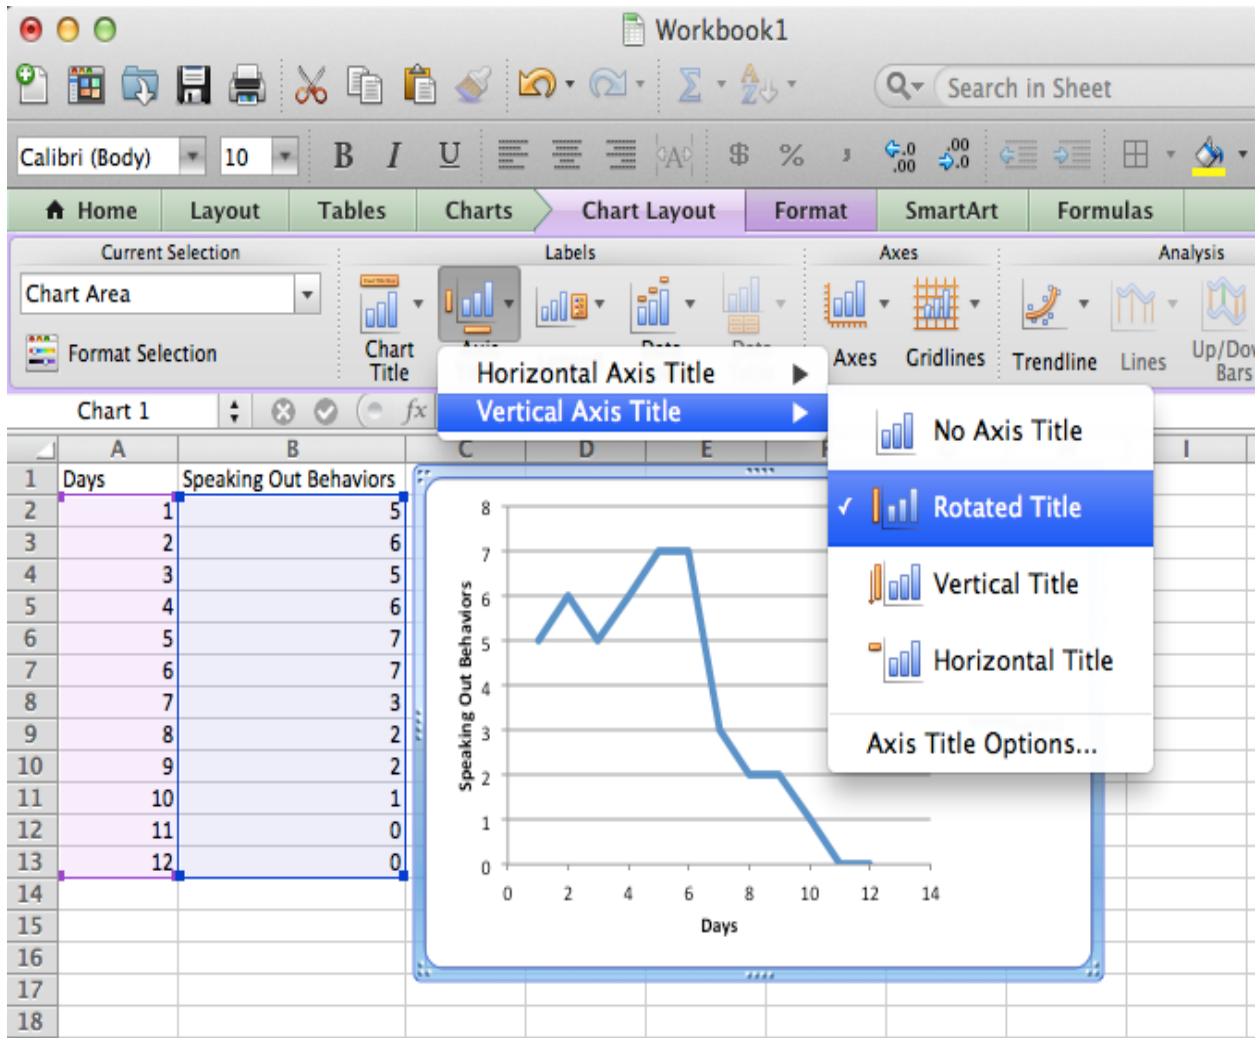 Workbook1
Search in Sheet
Calibri (Body) 10 B I U $ %
Home Layout Tables Charts Chart Layout Format SmartArt Formulas
Current Selection Labels Axes Analysis
Chart Area
Format Selection
Chart Title
Axes Gridlines Trendline Lines Up/Dow Bars
Horizontal Axis Title
Vertical Axis Title
No Axis Title
Rotated Title
Vertical Title
Horizontal Title
Axis Title Options...
Chart 1 fx
A B C D E F I
1 Days Speaking Out Behaviors
2 1 5
3 2 6
4 3 5
5 4 6
6 5 7
7 6 7
8 7 3
9 8 2
10 9 2
11 10 1
12 11 0
13 12 0
14
15
16
17
18
Speaking Out Behaviors
8
7
6
5
4
3
2
1
0
0 2 4 6 8 10 12 14
Days